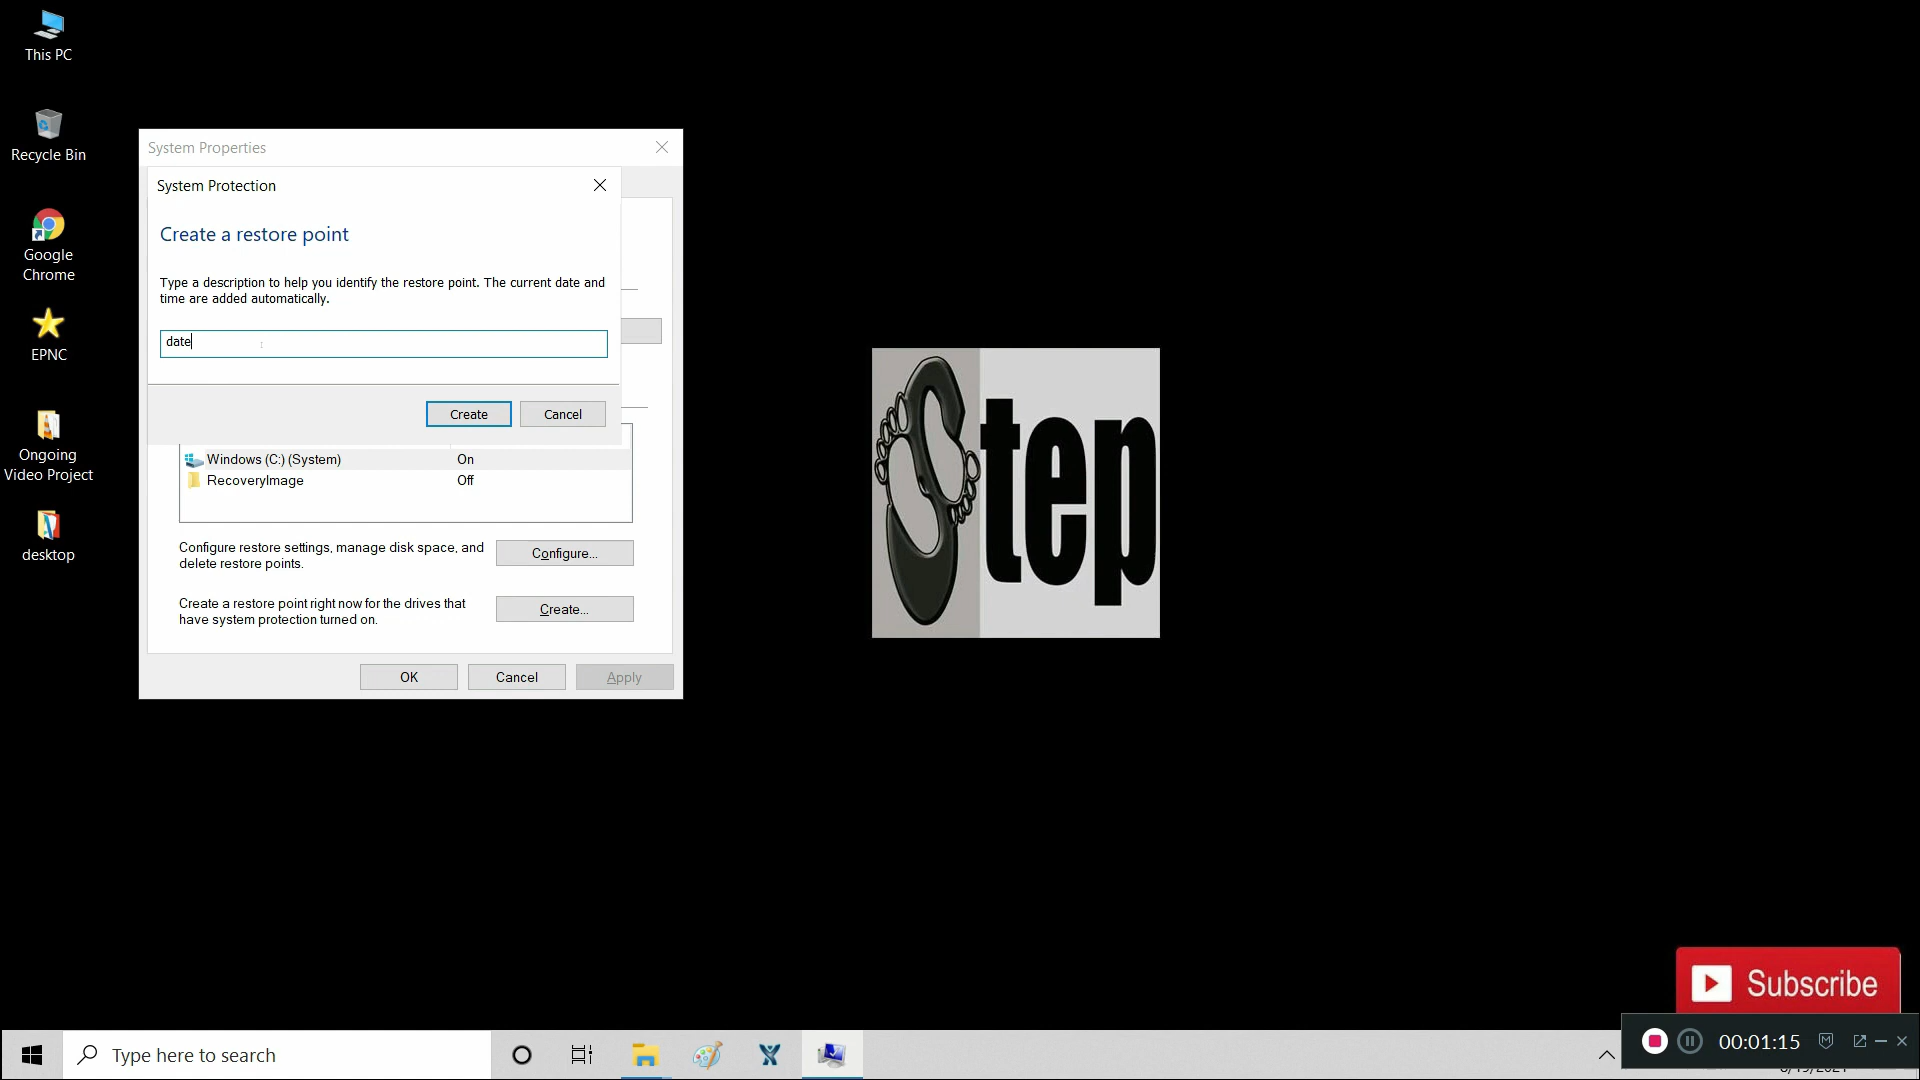 This PC
Recycle Bin
Google
Chrome
EPNC
Ongoing
Video Project
desktop
System Properties
System Protection
Create a restore point
Type a description to help you identify the restore point. The current date and
time are added automatically.
date
Create
Cancel
Windows (C:) (System)
On
RecoveryImage
Off
Configure restore settings, manage disk space, and
delete restore points.
Configure...
Create a restore point right now for the drives that
have system protection turned on.
Create...
OK
Cancel
Apply
Step
Subscribe
Type here to search
00:01:15